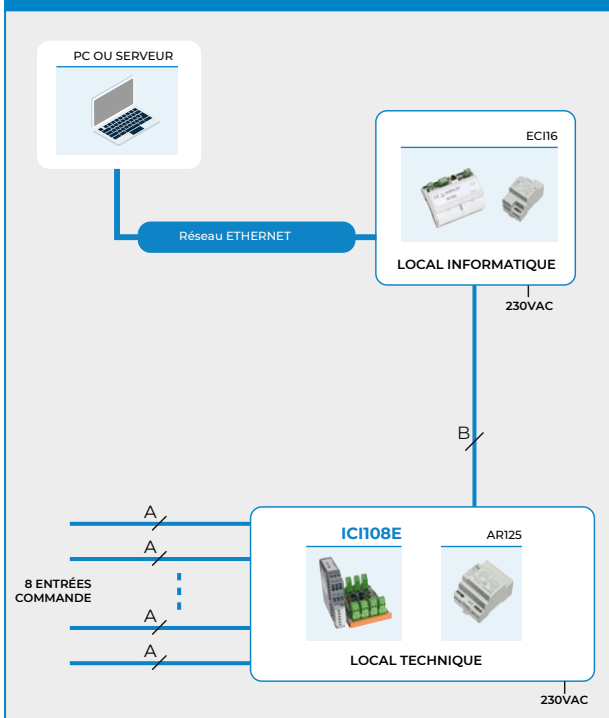 PC OU SERVEUR
ECI16
Réseau ETHERNET
LOCAL INFORMATIQUE
230VAC
B
A
ICI108E
AR125
A
8 ENTRÉES
COMMANDE
A
A
LOCAL TECHNIQUE
230VAC